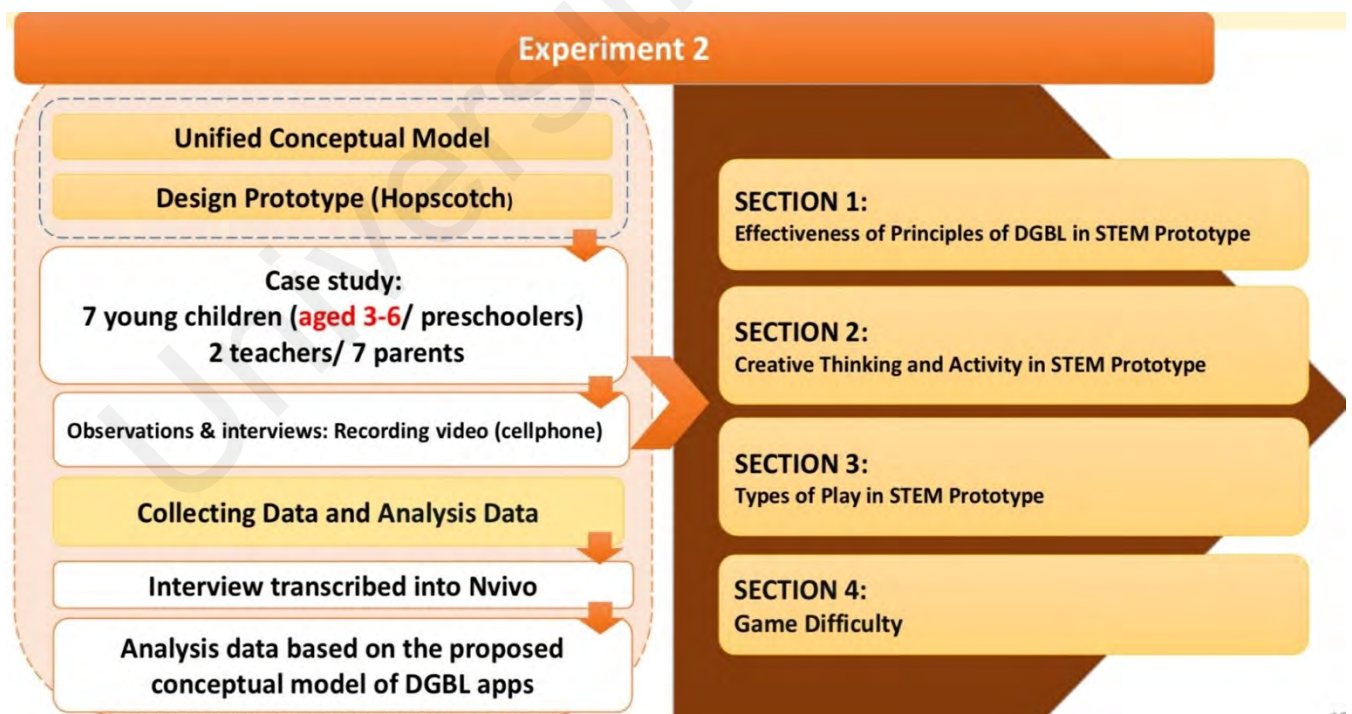 Experiment 2
Unified Conceptual Model
Design Prototype (Hopscotch)
Case study:
7 young children (aged 3-6/ preschoolers)
2 teachers/ 7 parents
Observations & interviews: Recording video (cellphone)
Collecting Data and Analysis Data
Interview transcribed into Nvivo
Analysis data based on the proposed
conceptual model of DGBL apps
SECTION 1:
Effectiveness of Principles of DGBL in STEM Prototype
SECTION 2:
Creative Thinking and Activity in STEM Prototype
SECTION 3:
Types of Play in STEM Prototype
SECTION 4:
Game Difficulty